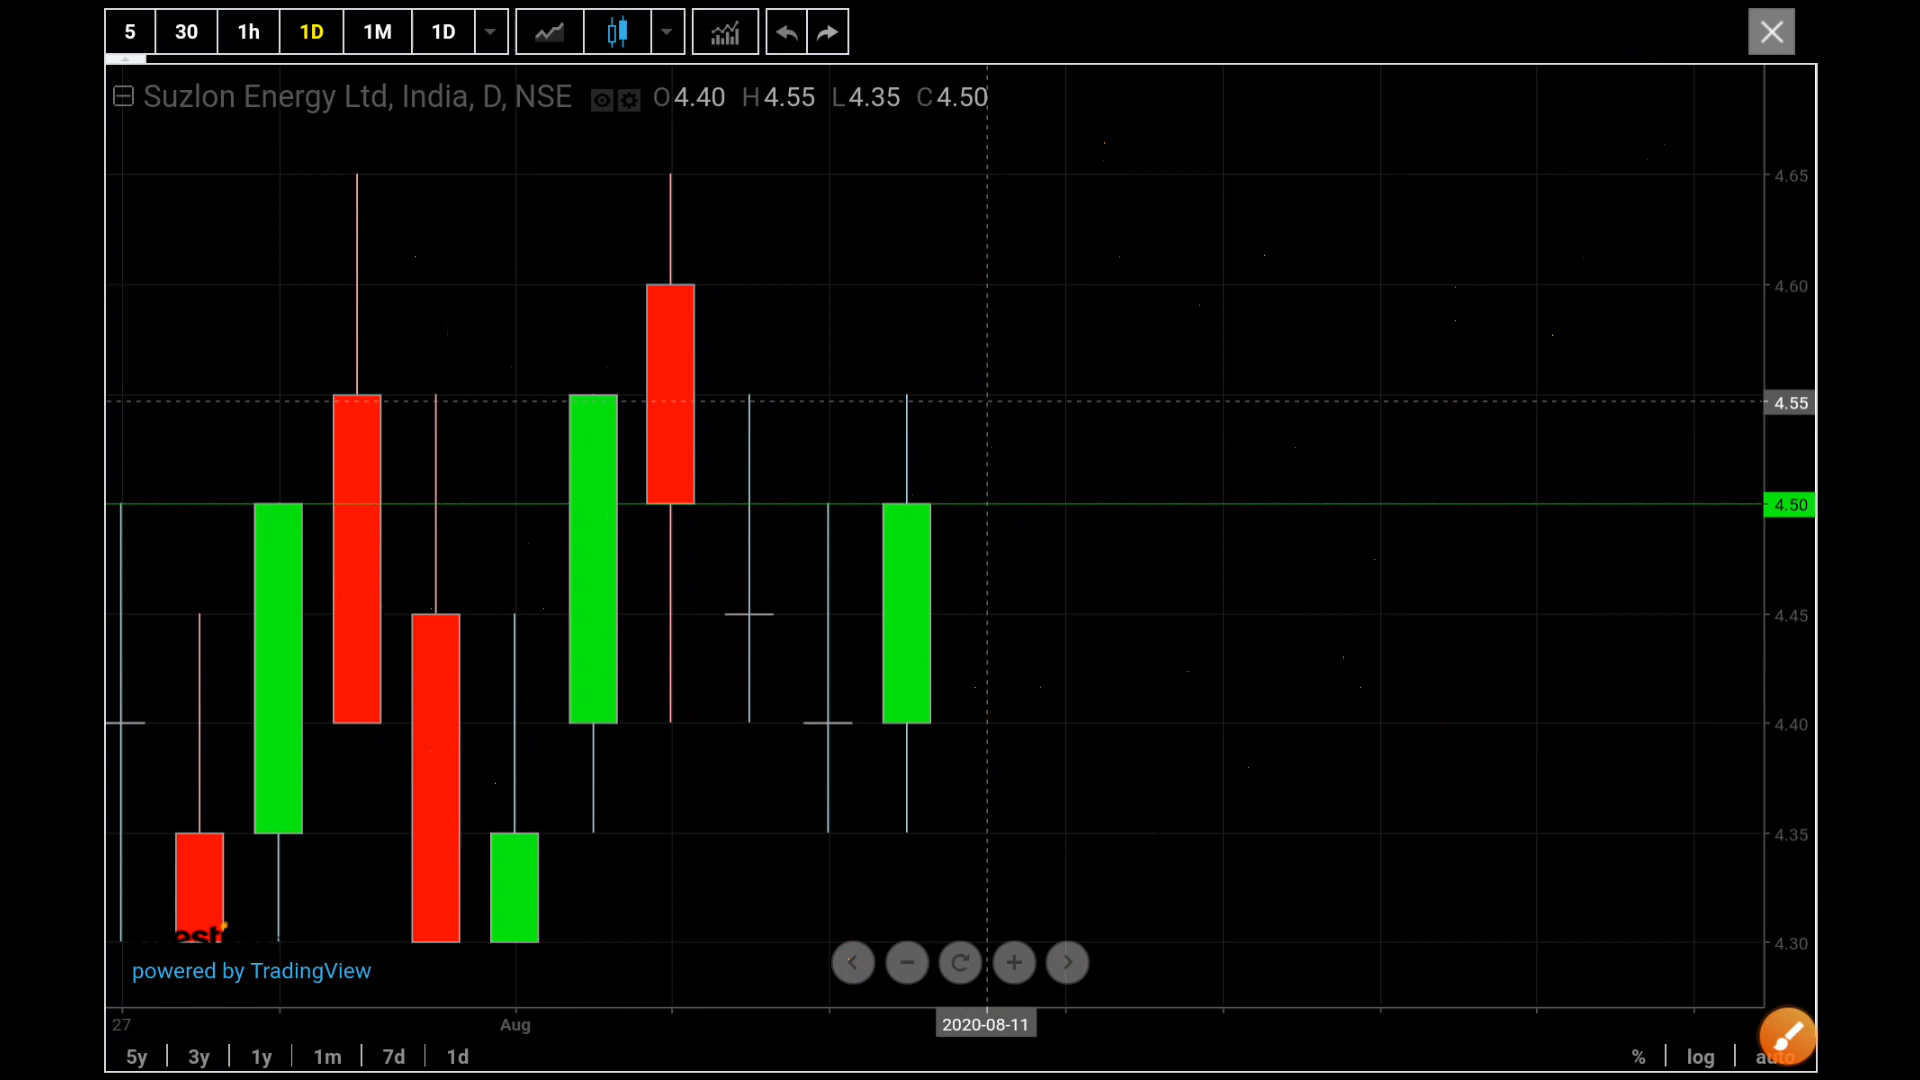 5 30 1h 1D 1M 1D
Suzlon Energy Ltd, India, D, NSE O4.40 H4.55 L4.35 C4.50
4.65
4.60
4.55
4.50
4.45
4.40
4.35
4.30
est
powered by TradingView
27 Aug 2020-08-11
5y | 3y | 1y | 1m | 7d | 1d % | log | auto